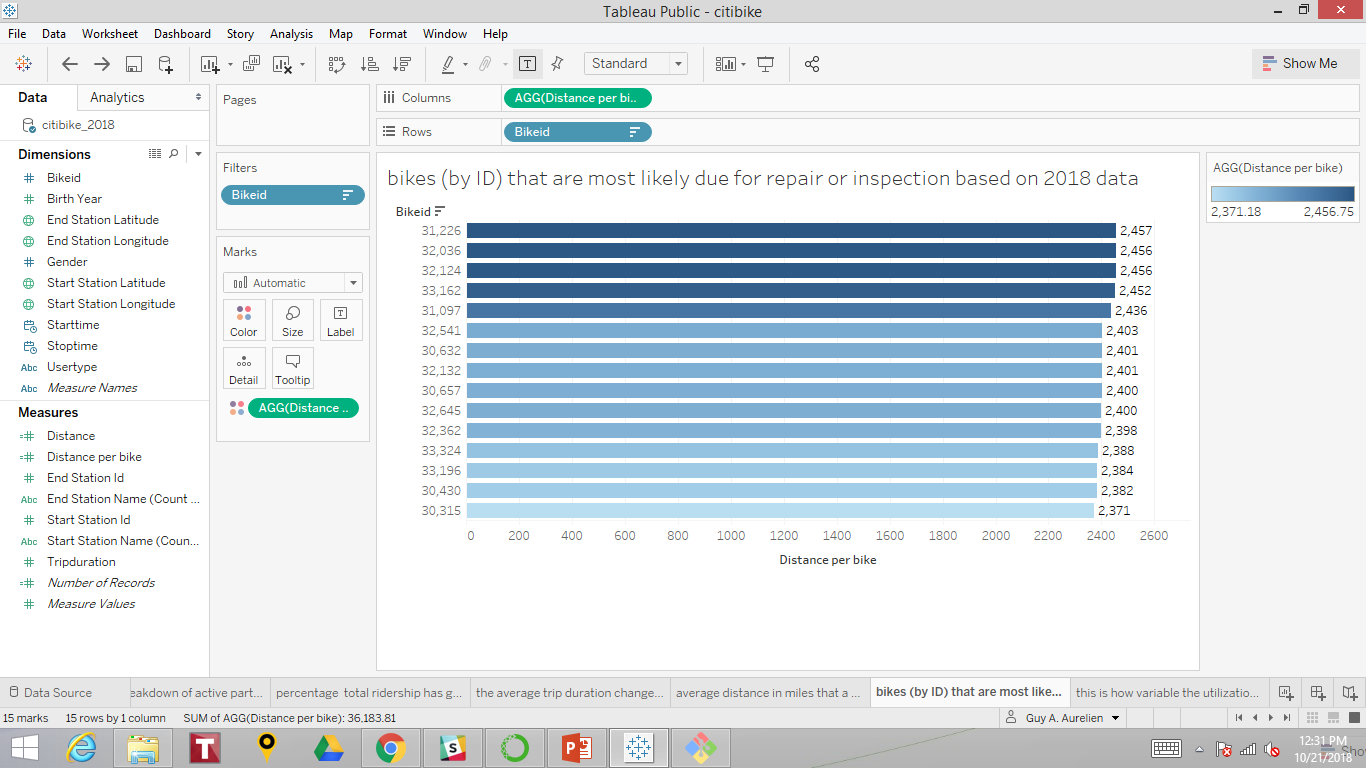 Tableau Public - citibike
File Data Worksheet Dashboard Story Analysis Map Format Window Help
Standard
Show Me
Data Analytics
citibike_2018
Dimensions
Bikeid
Birth Year
End Station Latitude
End Station Longitude
Gender
Start Station Latitude
Start Station Longitude
Starttime
Stoptime
Abc Usertype
Abc Measure Names
Measures
Distance
Distance per bike
End Station Id
Abc End Station Name (Count ...
Start Station Id
Abc Start Station Name (Coun...
Tripduration
Number of Records
Measure Values
Pages
Filters
Bikeid
Marks
Automatic
Color Size Label
Detail Tooltip
AGG(Distance ..
Columns AGG(Distance per bi..
Rows Bikeid
bikes (by ID) that are most likely due for repair or inspection based on 2018 data
Bikeid
31,226 2,457
32,036 2,456
32,124 2,456
33,162 2,452
31,097 2,436
32,541 2,403
30,632 2,401
32,132 2,401
30,657 2,400
32,645 2,400
32,362 2,398
33,324 2,388
33,196 2,384
30,430 2,382
30,315 2,371
0 200 400 600 800 1000 1200 1400 1600 1800 2000 2200 2400 2600
Distance per bike
AGG(Distance per bike)
2,371.18 2,456.75
Data Source eakdown of active part... percentage total ridership has g... the average trip duration change... average distance in miles that a ... bikes (by ID) that are most like... this is how variable the utilizatio...
15 marks 15 rows by 1 column SUM of AGG(Distance per bike): 36,183.81 Guy A. Aurelien
12:31 PM
10/21/2018